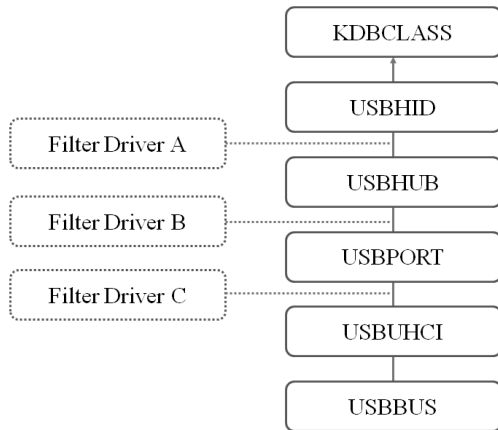 KDBCLASS
USBHID
Filter Driver A
USBHUB
Filter Driver B
USBPORT
Filter Driver C
USBUHCI
USBBUS